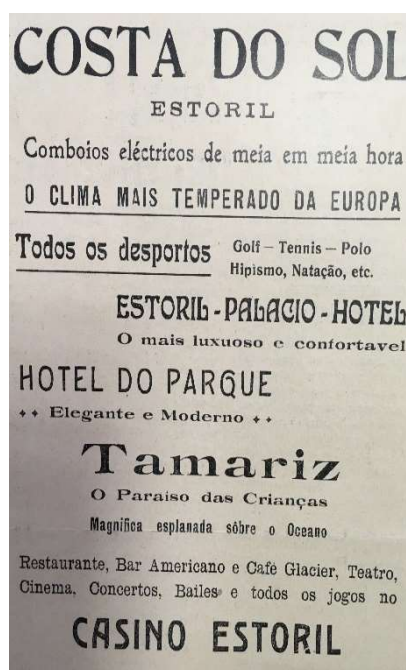 COSTA DO SOL
ESTORIL
Comboios eléctricos de meia em meia hora
O CLIMA MAIS TEMPERADO DA EUROPA
Todos os desportos
Golf – Tennis – Polo
Hipismo, Natação, etc.
ESTORIL - PALACIO - HOTEL
O mais luxuoso e confortavel
HOTEL DO PARQUE
Elegante e Moderno
Tamariz
O Paraiso das Crianças
Magnifica esplanada sôbre o Oceano
Restaurante, Bar Americano e Café Glacier, Teatro,
Cinema, Concertos, Bailes e todos os jogos no
CASINO ESTORIL